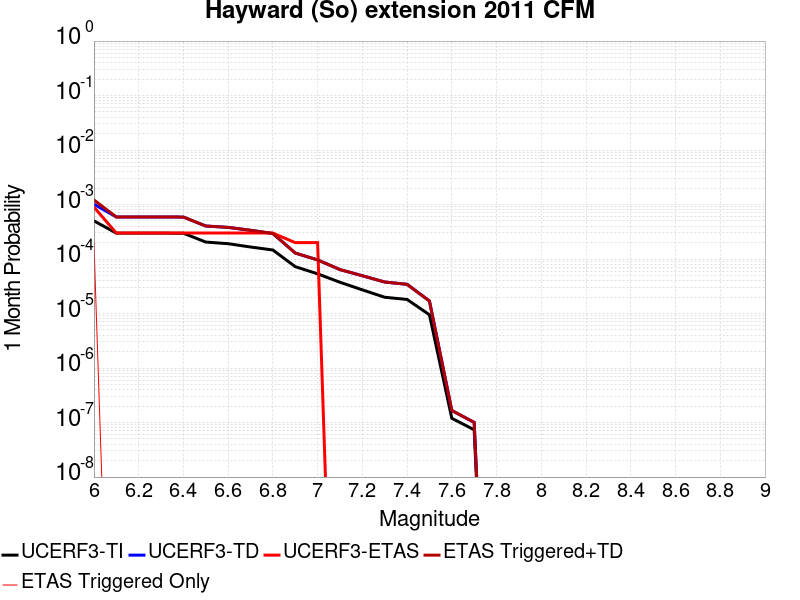 Hayward (So) extension 2011 CFM
1 Month Probability
10^0
10^-1
10^-2
10^-3
10^-4
10^-5
10^-6
10^-7
10^-8
6 6.2 6.4 6.6 6.8 7 7.2 7.4 7.6 7.8 8 8.2 8.4 8.6 8.8 9
Magnitude
UCERF3-TI UCERF3-TD UCERF3-ETAS ETAS Triggered+TD
ETAS Triggered Only